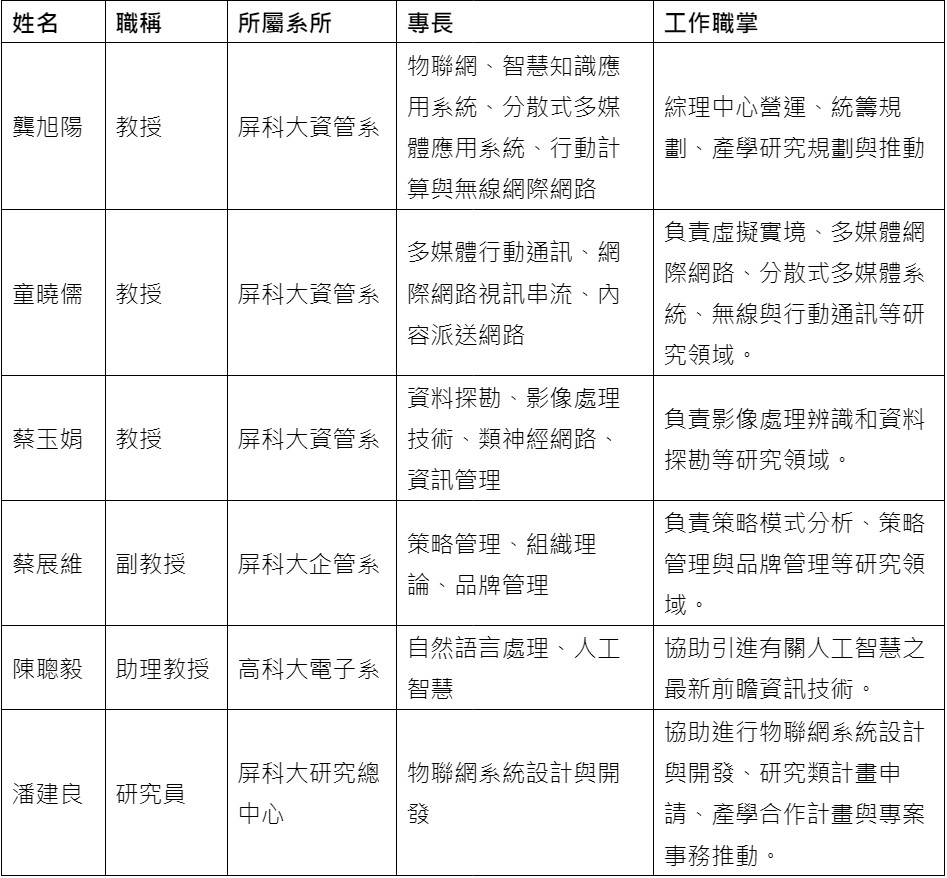 姓名 職稱 所屬系所 專長 工作職掌
龔旭陽 教授 屏科大資管系
物聯網、智慧知識應
用系統、分散式多媒
體應用系統、行動計
算與無線網際網路
綜理中心營運、統籌規
劃、產學研究規劃與推動
童曉儒 教授 屏科大資管系
多媒體行動通訊、網
際網路視訊串流、內
容派送網路
負責虛擬實境、多媒體網
際網路、分散式多媒體系
統、無線與行動通訊等研
究領域。
蔡玉娟 教授 屏科大資管系
資料探勘、影像處理
技術、類神經網路、
資訊管理
負責影像處理辨識和資料
探勘等研究領域。
蔡展維 副教授 屏科大企管系
策略管理、組織理
論、品牌管理
負責策略模式分析、策略
管理與品牌管理等研究領
域。
陳聰毅 助理教授 高科大電子系
自然語言處理、人工
智慧
協助引進有關人工智慧之
最新前瞻資訊技術。
潘建良 研究員
屏科大研究總
中心
物聯網系統設計與開
發
協助進行物聯網系統設計
與開發、研究類計畫申
請、產學合作計畫與專案
事務推動。